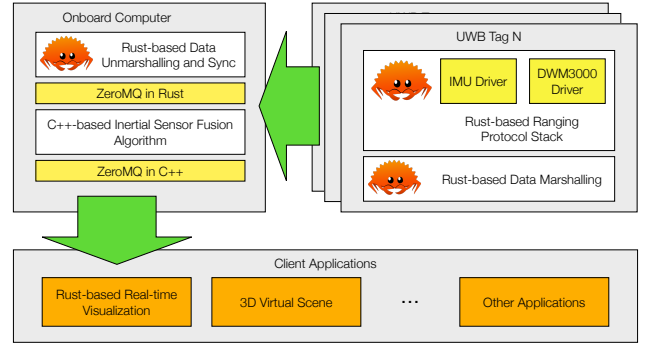 Onboard Computer
Rust-based Data
Unmarshalling and Sync
ZeroMQ in Rust
C++-based Inertial Sensor Fusion
Algorithm
ZeroMQ in C++
UWB Tag N
IMU Driver
DWM3000
Driver
Rust-based Ranging
Protocol Stack
Rust-based Data Marshalling
Client Applications
Rust-based Real-time
Visualization
3D Virtual Scene
...
Other Applications